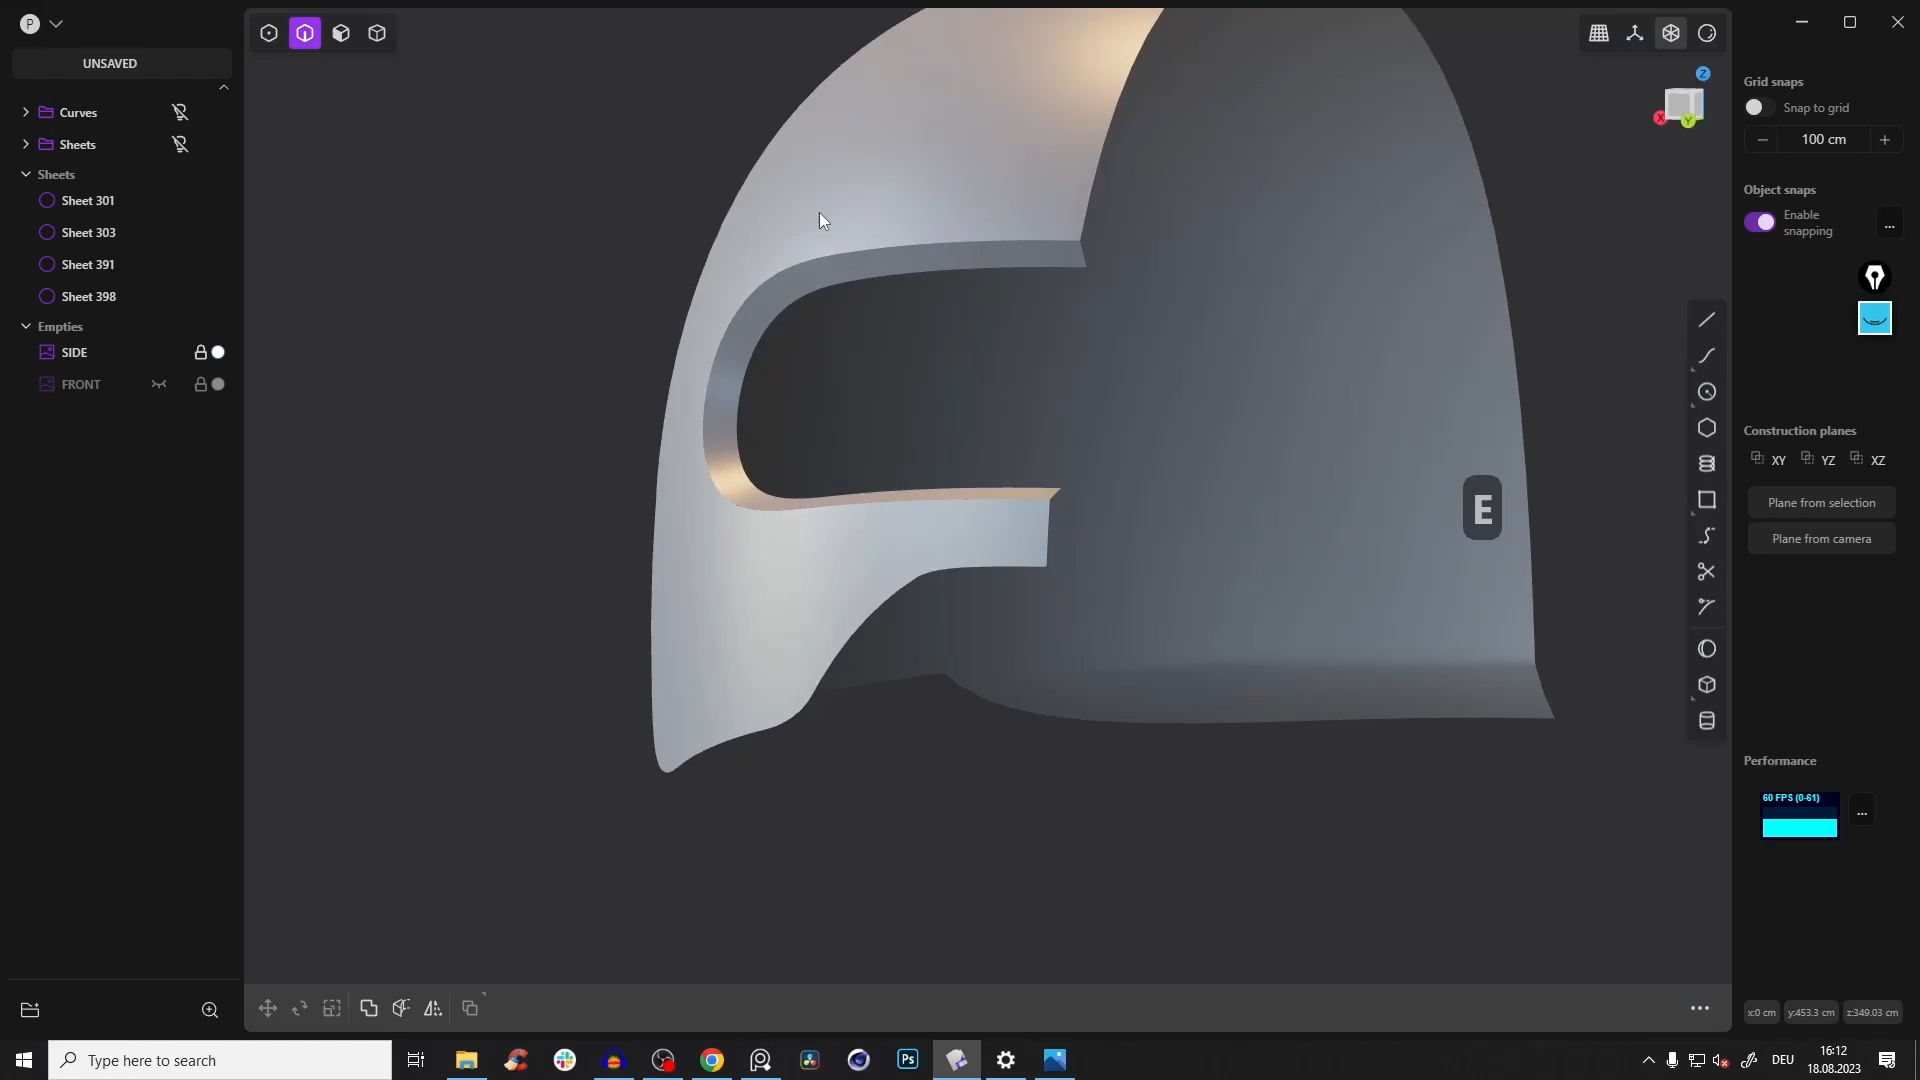 P
UNSAVED
Curves
Sheets
Sheets
Sheet 301
Sheet 303
Sheet 391
Sheet 398
Empties
SIDE
FRONT
Z
X
Y
E
Grid snaps
Snap to grid
100 cm
Object snaps
Enable
snapping
...
Construction planes
XY
YZ
XZ
Plane from selection
Plane from camera
Performance
60 FPS (0-61)
...
x:0 cm
y:453.3 cm
z:349.03 cm
Type here to search
Ps
DEU
16:12
18.08.2023